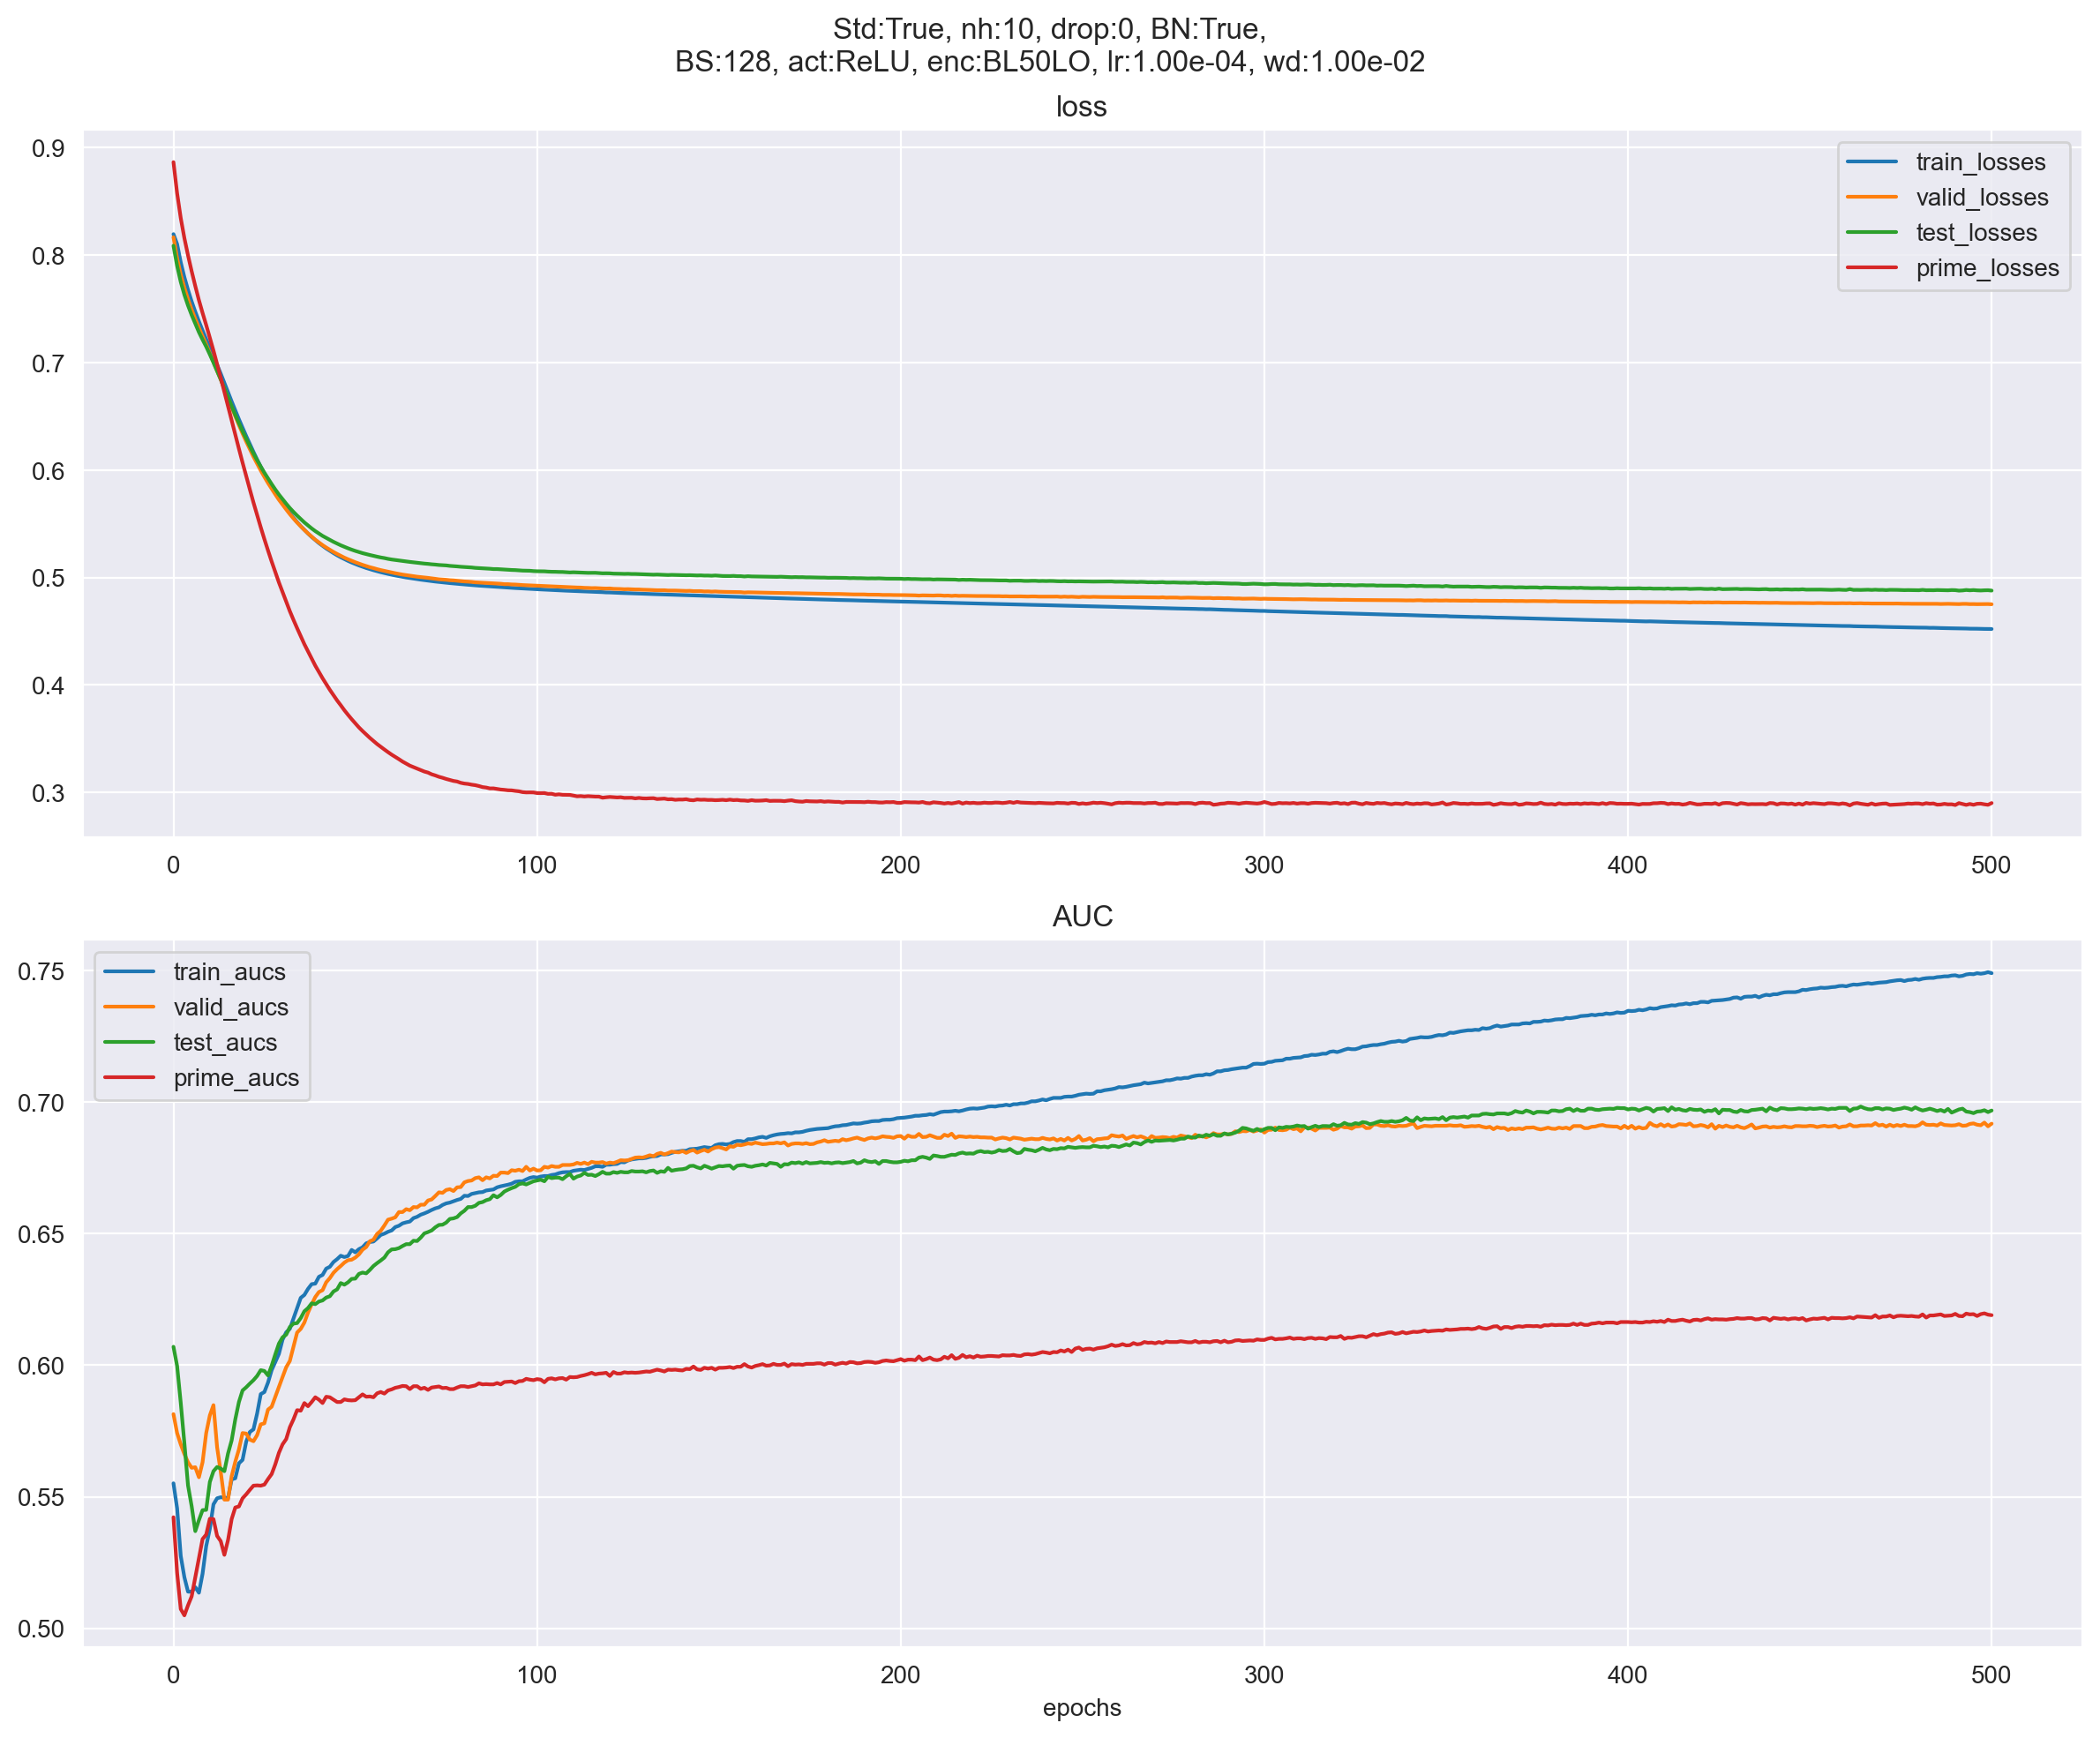 Std:True, nh:10, drop:0, BN:True,
BS:128, act:ReLU, enc:BL50LO, lr:1.00e-04, wd:1.00e-02
loss
0.9
0.8
0.7
0.6
0.5
0.4
0.3
train_losses
valid_losses
test_losses
prime_losses
0 100 200 300 400 500
AUC
0.75
0.70
0.65
0.60
0.55
0.50
train_aucs
valid_aucs
test_aucs
prime_aucs
0 100 200 300 400 500
epochs